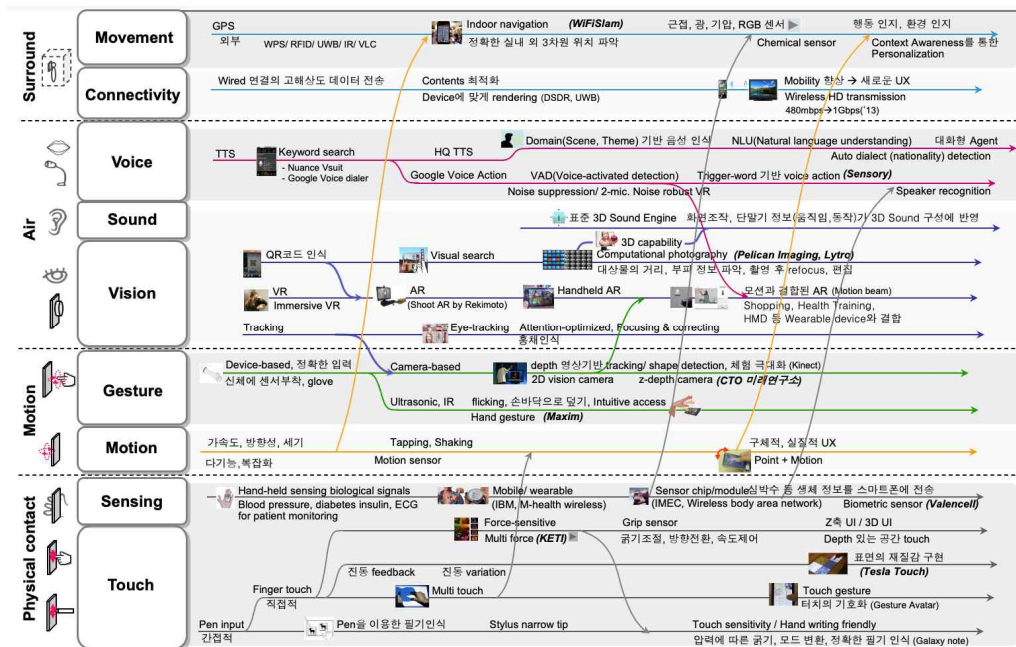 Surround
Movement
GPS
외부
WPS/ RFID/ UWB/ IR/ VLC
Indoor navigation (WiFiSlam)
정확한 실내 외 3차원 위치 파악
근접, 광, 기압, RGB 센서
Chemical sensor
행동 인지, 환경 인지
Context Awareness를 통한
Personalization
Connectivity
Wired 연결의 고해상도 데이터 전송
Contents 최적화
Device에 맞게 rendering (DSDR, UWB)
Mobility 향상 → 새로운 UX
Wireless HD transmission
480mbps→1Gbps('13)
Air
Voice
TTS
Keyword search
- Nuance Vsuit
- Google Voice dialer
HQ TTS
Domain(Scene, Theme) 기반 음성 인식
NLU(Natural language understanding)
대화형 Agent
Auto dialect (nationality) detection
Google Voice Action
VAD(Voice-activated detection)
Trigger-word 기반 voice action (Sensory)
Noise suppression/ 2-mic. Noise robust VR
Speaker recognition
Sound
표준 3D Sound Engine
화면조작, 단말기 정보(움직임,동작)가 3D Sound 구성에 반영
Vision
3D capability
QR코드 인식
Visual search
Computational photography (Pelican Imaging, Lytro)
대상물의 거리, 부피 정보 파악, 촬영 후 refocus, 편집
VR
Immersive VR
AR
(Shoot AR by Rekimoto)
Handheld AR
모션과 결합된 AR (Motion beam)
Shopping, Health Training,
HMD 등 Wearable device와 결합
Tracking
Eye-tracking
Attention-optimized, Focusing & correcting
홍채인식
Motion
Gesture
Device-based, 정확한 입력
신체에 센서부착, glove
Camera-based
depth 영상기반 tracking/ shape detection, 체험 극대화 (Kinect)
2D vision camera
z-depth camera (CTO 미래연구소)
Ultrasonic, IR
flicking, 손바닥으로 덮기, Intuitive access
Hand gesture (Maxim)
Motion
가속도, 방향성, 세기
다기능,복잡화
Tapping, Shaking
Motion sensor
구체적, 실질적 UX
Point + Motion
Physical contact
Sensing
Hand-held sensing biological signals
Blood pressure, diabetes insulin, ECG
for patient monitoring
Mobile/ wearable
(IBM, M-health wireless)
Sensor chip/module
심박수 등 생체 정보를 스마트폰에 전송
(IMEC, Wireless body area network)
Biometric sensor (Valencell)
Touch
Force-sensitive
Multi force (KETI)
Grip sensor
굵기조절, 방향전환, 속도제어
Z축 UI / 3D UI
Depth 있는 공간 touch
진동 feedback
진동 variation
표면의 재질감 구현
(Tesla Touch)
Finger touch
직접적
Multi touch
Touch gesture
터치의 기호화 (Gesture Avatar)
Pen input
간접적
Pen을 이용한 필기인식
Stylus narrow tip
Touch sensitivity / Hand writing friendly
압력에 따른 굵기, 모드 변환, 정확한 필기 인식 (Galaxy note)